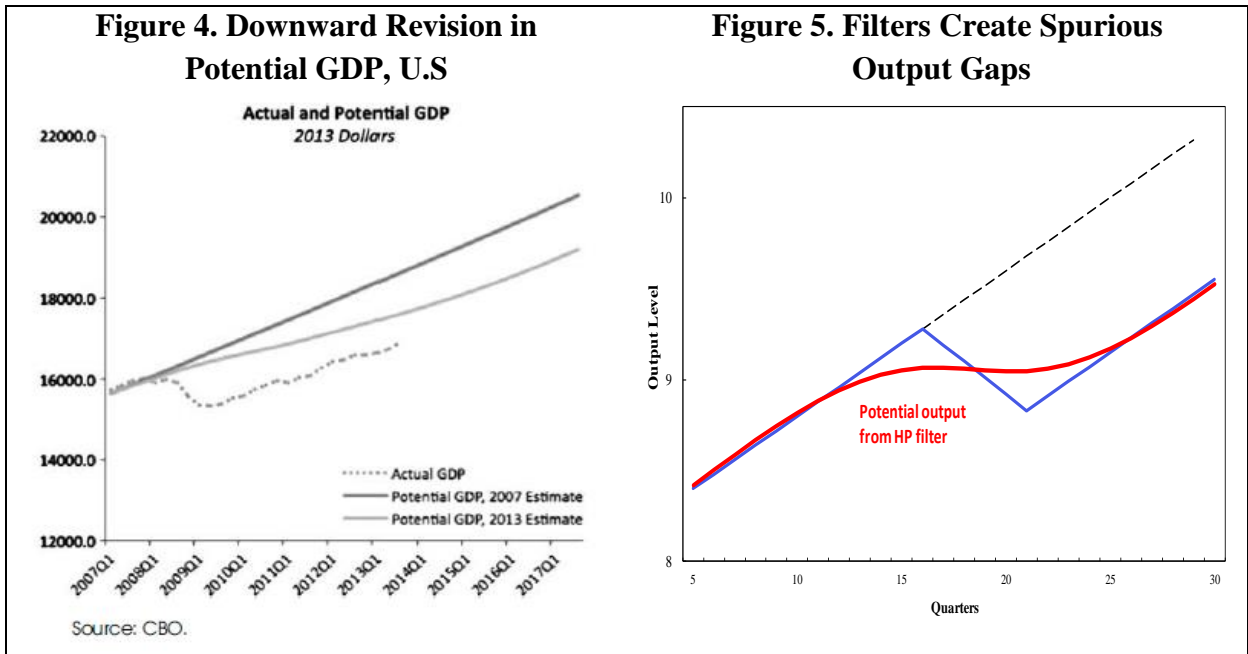 Figure 4. Downward Revision in
Potential GDP, U.S
Actual and Potential GDP
2013 Dollars
22000.0
20000.0
18000.0
16000.0
14000.0
12000.0
Actual GDP
Potential GDP, 2007 Estimate
Potential GDP, 2013 Estimate
2007Q1
2008Q1
2009Q1
2010Q1
2011Q1
2012Q1
2013Q1
2014Q1
2015Q1
2016Q1
2017Q1
Source: CBO.
Figure 5. Filters Create Spurious
Output Gaps
Output Level
10
9
8
Potential output
from HP filter
5
10
15
20
25
30
Quarters